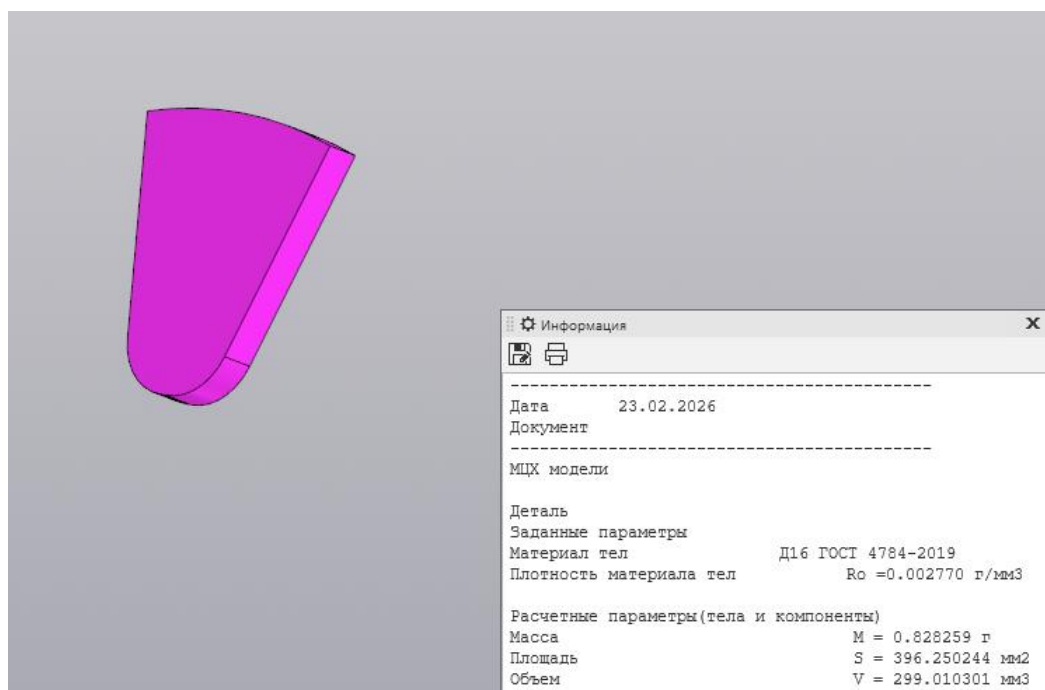 Информация
X
------------------------------------------
Дата 23.02.2026
Документ
------------------------------------------
МЦХ модели
Деталь
Заданные параметры
Материал тел Д16 ГОСТ 4784-2019
Плотность материала тел Ro =0.002770 г/мм3
Расчетные параметры(тела и компоненты)
Масса M = 0.828259 г
Площадь S = 396.250244 мм2
Объем V = 299.010301 мм3